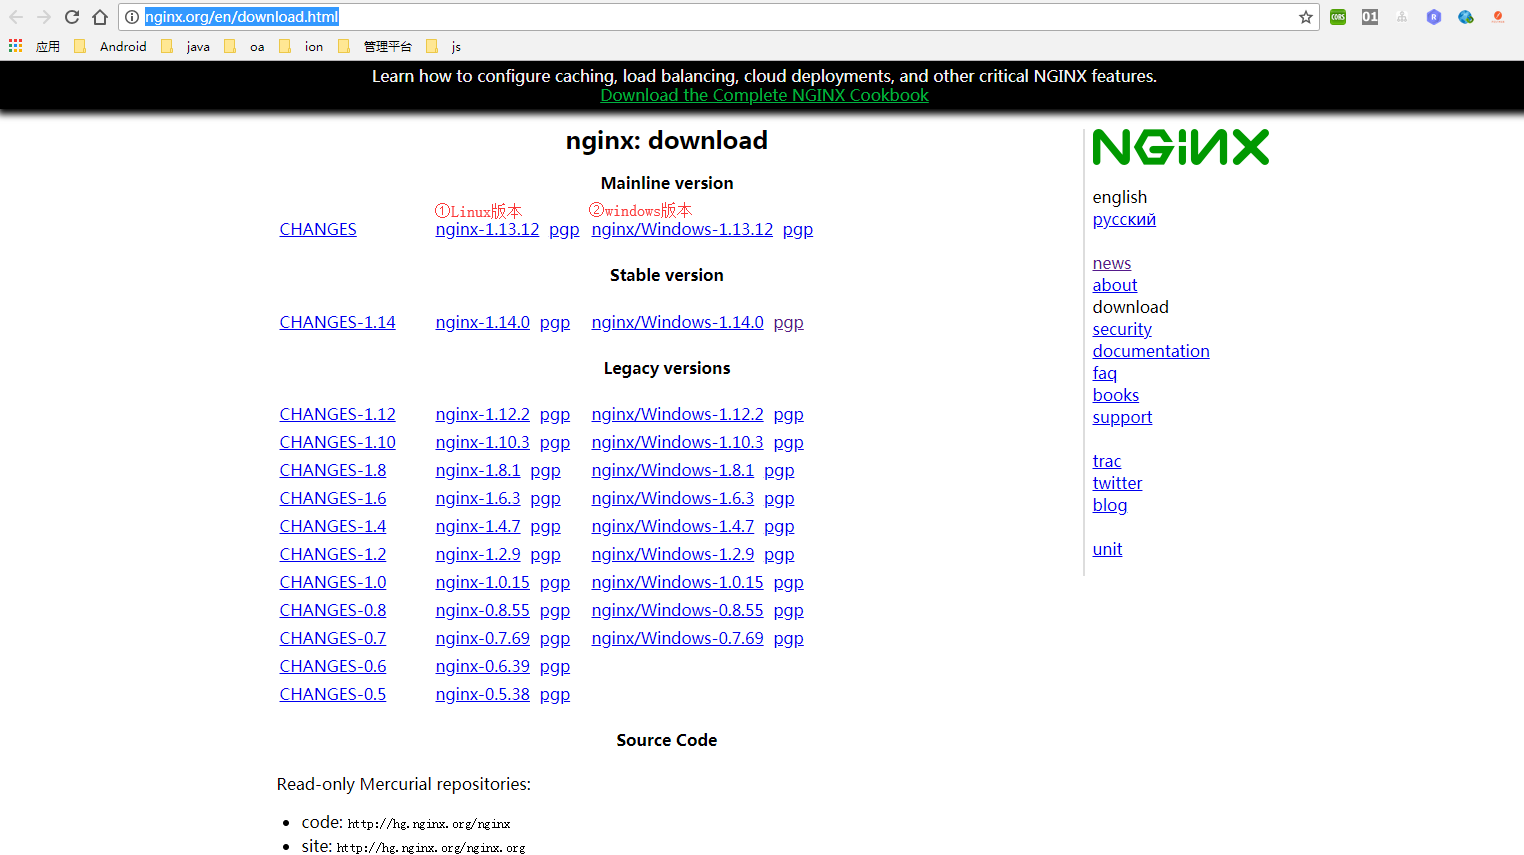 nginx.org/en/download.html
CORS
01
R
应用 Android java oa ion 管理平台 js
Learn how to configure caching, load balancing, cloud deployments, and other critical NGINX features.
Download the Complete NGINX Cookbook
nginx: download
Mainline version
①Linux版本 ②windows版本
CHANGES nginx-1.13.12 pgp nginx/Windows-1.13.12 pgp
Stable version
CHANGES-1.14 nginx-1.14.0 pgp nginx/Windows-1.14.0 pgp
Legacy versions
CHANGES-1.12 nginx-1.12.2 pgp nginx/Windows-1.12.2 pgp
CHANGES-1.10 nginx-1.10.3 pgp nginx/Windows-1.10.3 pgp
CHANGES-1.8 nginx-1.8.1 pgp nginx/Windows-1.8.1 pgp
CHANGES-1.6 nginx-1.6.3 pgp nginx/Windows-1.6.3 pgp
CHANGES-1.4 nginx-1.4.7 pgp nginx/Windows-1.4.7 pgp
CHANGES-1.2 nginx-1.2.9 pgp nginx/Windows-1.2.9 pgp
CHANGES-1.0 nginx-1.0.15 pgp nginx/Windows-1.0.15 pgp
CHANGES-0.8 nginx-0.8.55 pgp nginx/Windows-0.8.55 pgp
CHANGES-0.7 nginx-0.7.69 pgp nginx/Windows-0.7.69 pgp
CHANGES-0.6 nginx-0.6.39 pgp
CHANGES-0.5 nginx-0.5.38 pgp
Source Code
Read-only Mercurial repositories:
• code: http://hg.nginx.org/nginx
• site: http://hg.nginx.org/nginx.org
NGINX
english
русский
news
about
download
security
documentation
faq
books
support
trac
twitter
blog
unit